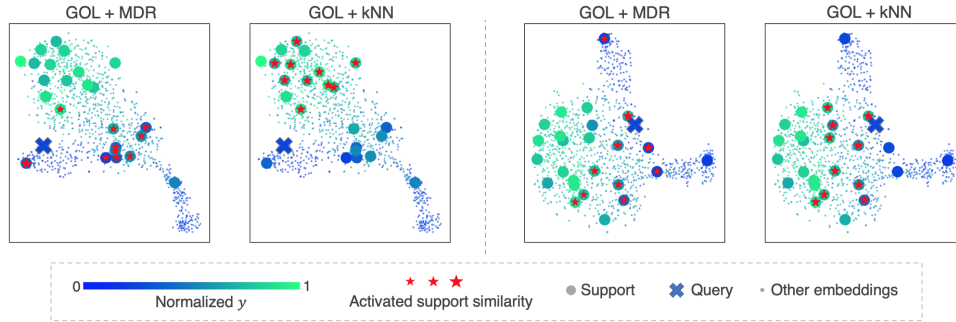 GOL + MDR
GOL + kNN
GOL + MDR
GOL + kNN
0
1
Normalized y
Activated support similarity
Support
Query
Other embeddings